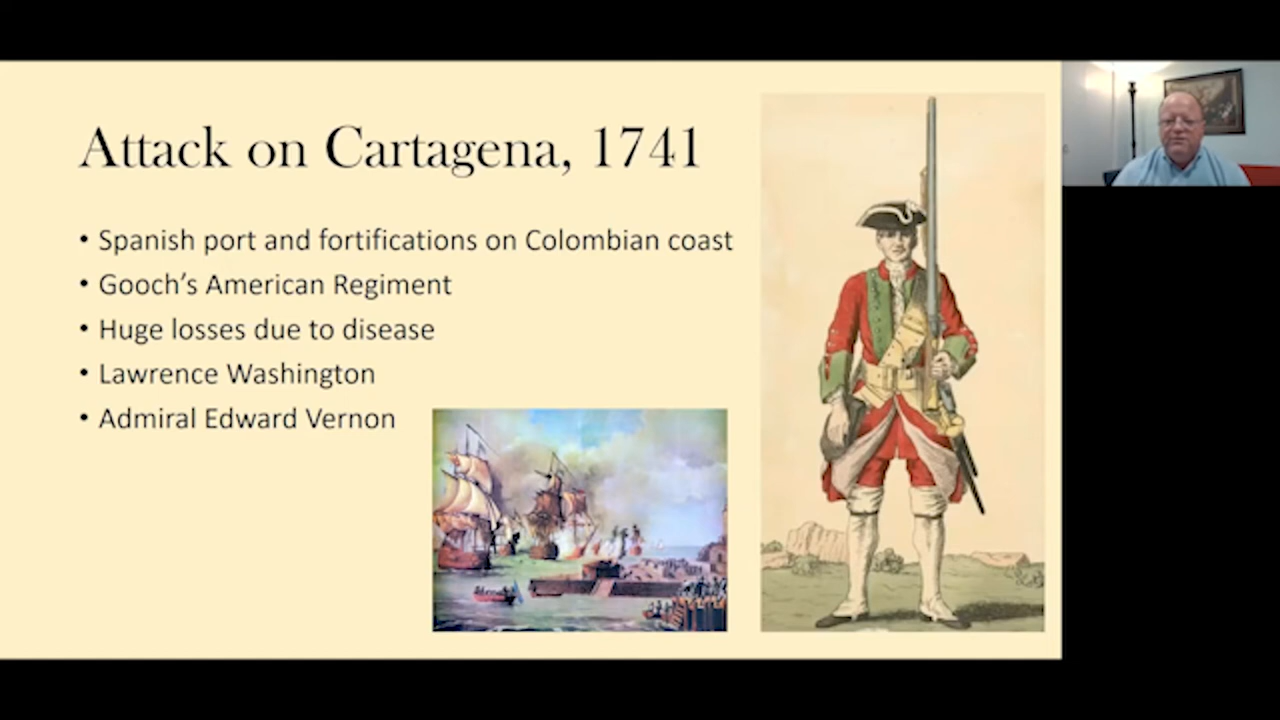 Attack on Cartagena, 1741
• Spanish port and fortifications on Colombian coast
• Gooch’s American Regiment
• Huge losses due to disease
• Lawrence Washington
• Admiral Edward Vernon